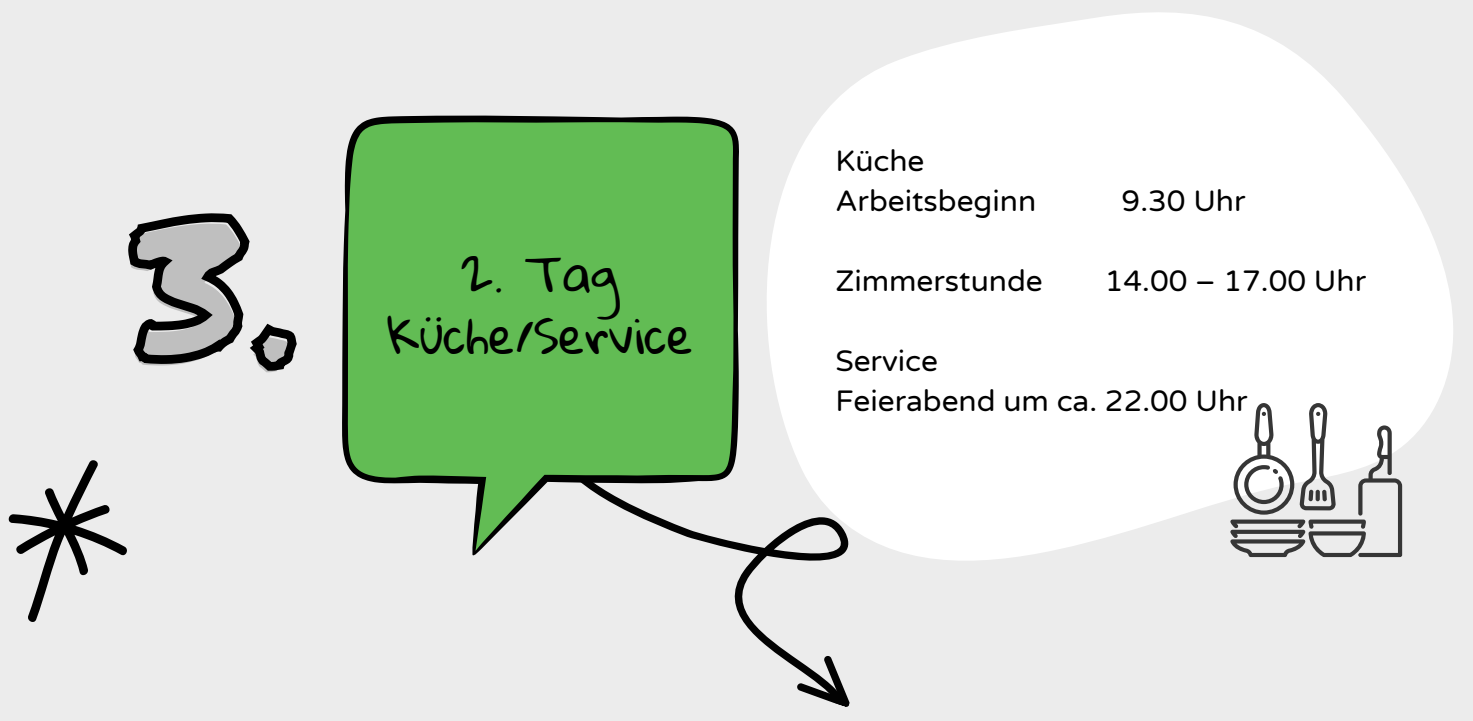 3.
2. Tag
Küche/Service
Küche
Arbeitsbeginn 9.30 Uhr
Zimmerstunde 14.00 – 17.00 Uhr
Service
Feierabend um ca. 22.00 Uhr